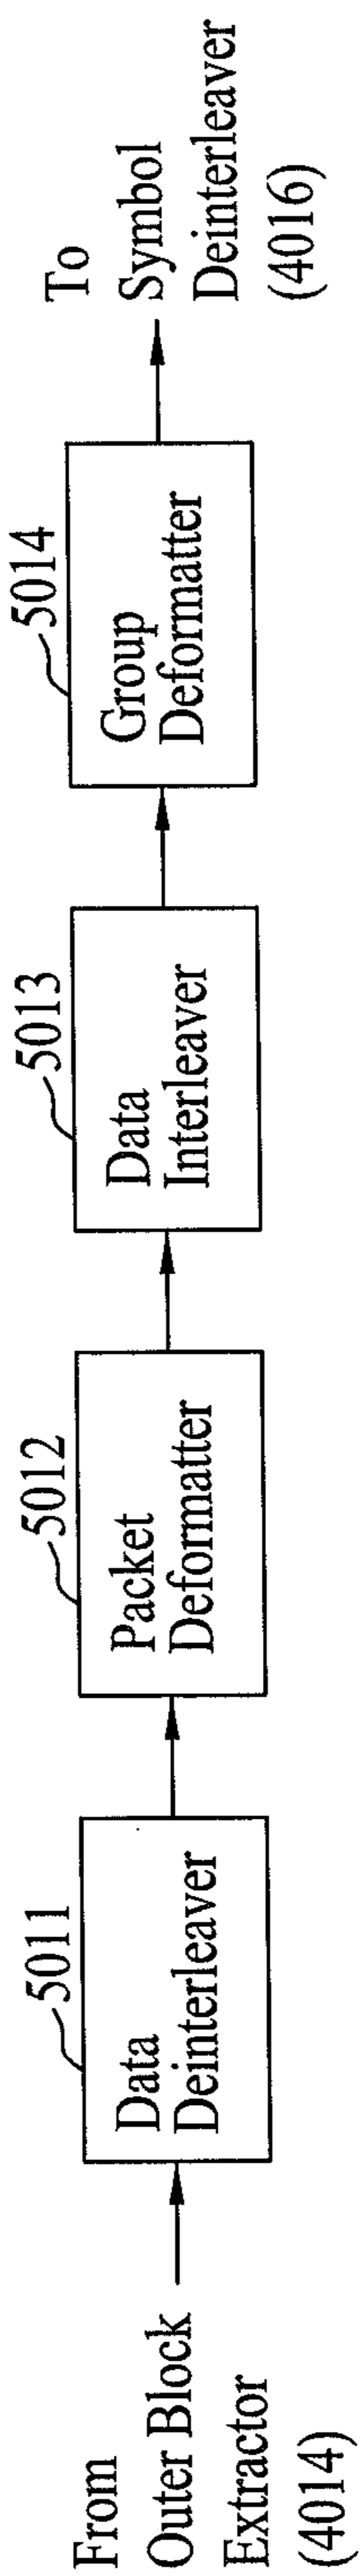 From
Outer Block
Extractor
(4014)
5011
Data
Deinterleaver
5012
Packet
Deformatter
5013
Data
Interleaver
5014
Group
Deformatter
To
Symbol
Deinterleaver
(4016)